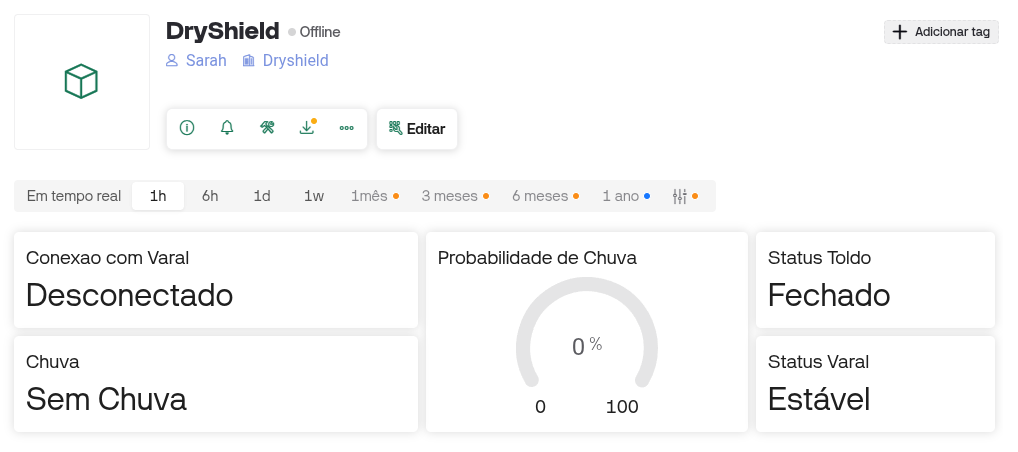 DryShield Offline
Sarah Dryshield
Adicionar tag
Editar
Em tempo real 1h 6h 1d 1w 1mês 3 meses 6 meses 1 ano
Conexao com Varal
Desconectado
Chuva
Sem Chuva
Probabilidade de Chuva
0 %
0 100
Status Toldo
Fechado
Status Varal
Estável